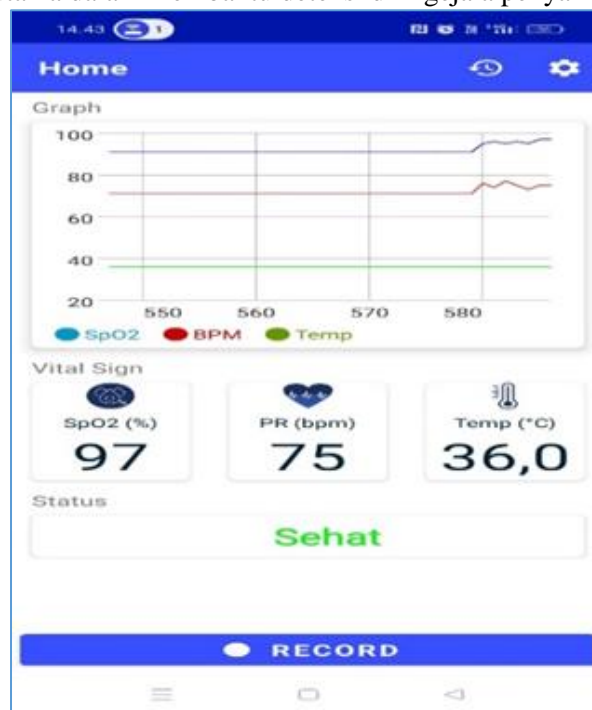 14.43 1
Home
Graph
100
80
60
40
20
550 560 570 580
SpO2 BPM Temp
Vital Sign
SpO2 (%) PR (bpm) Temp (°C)
97 75 36,0
Status
Sehat
RECORD